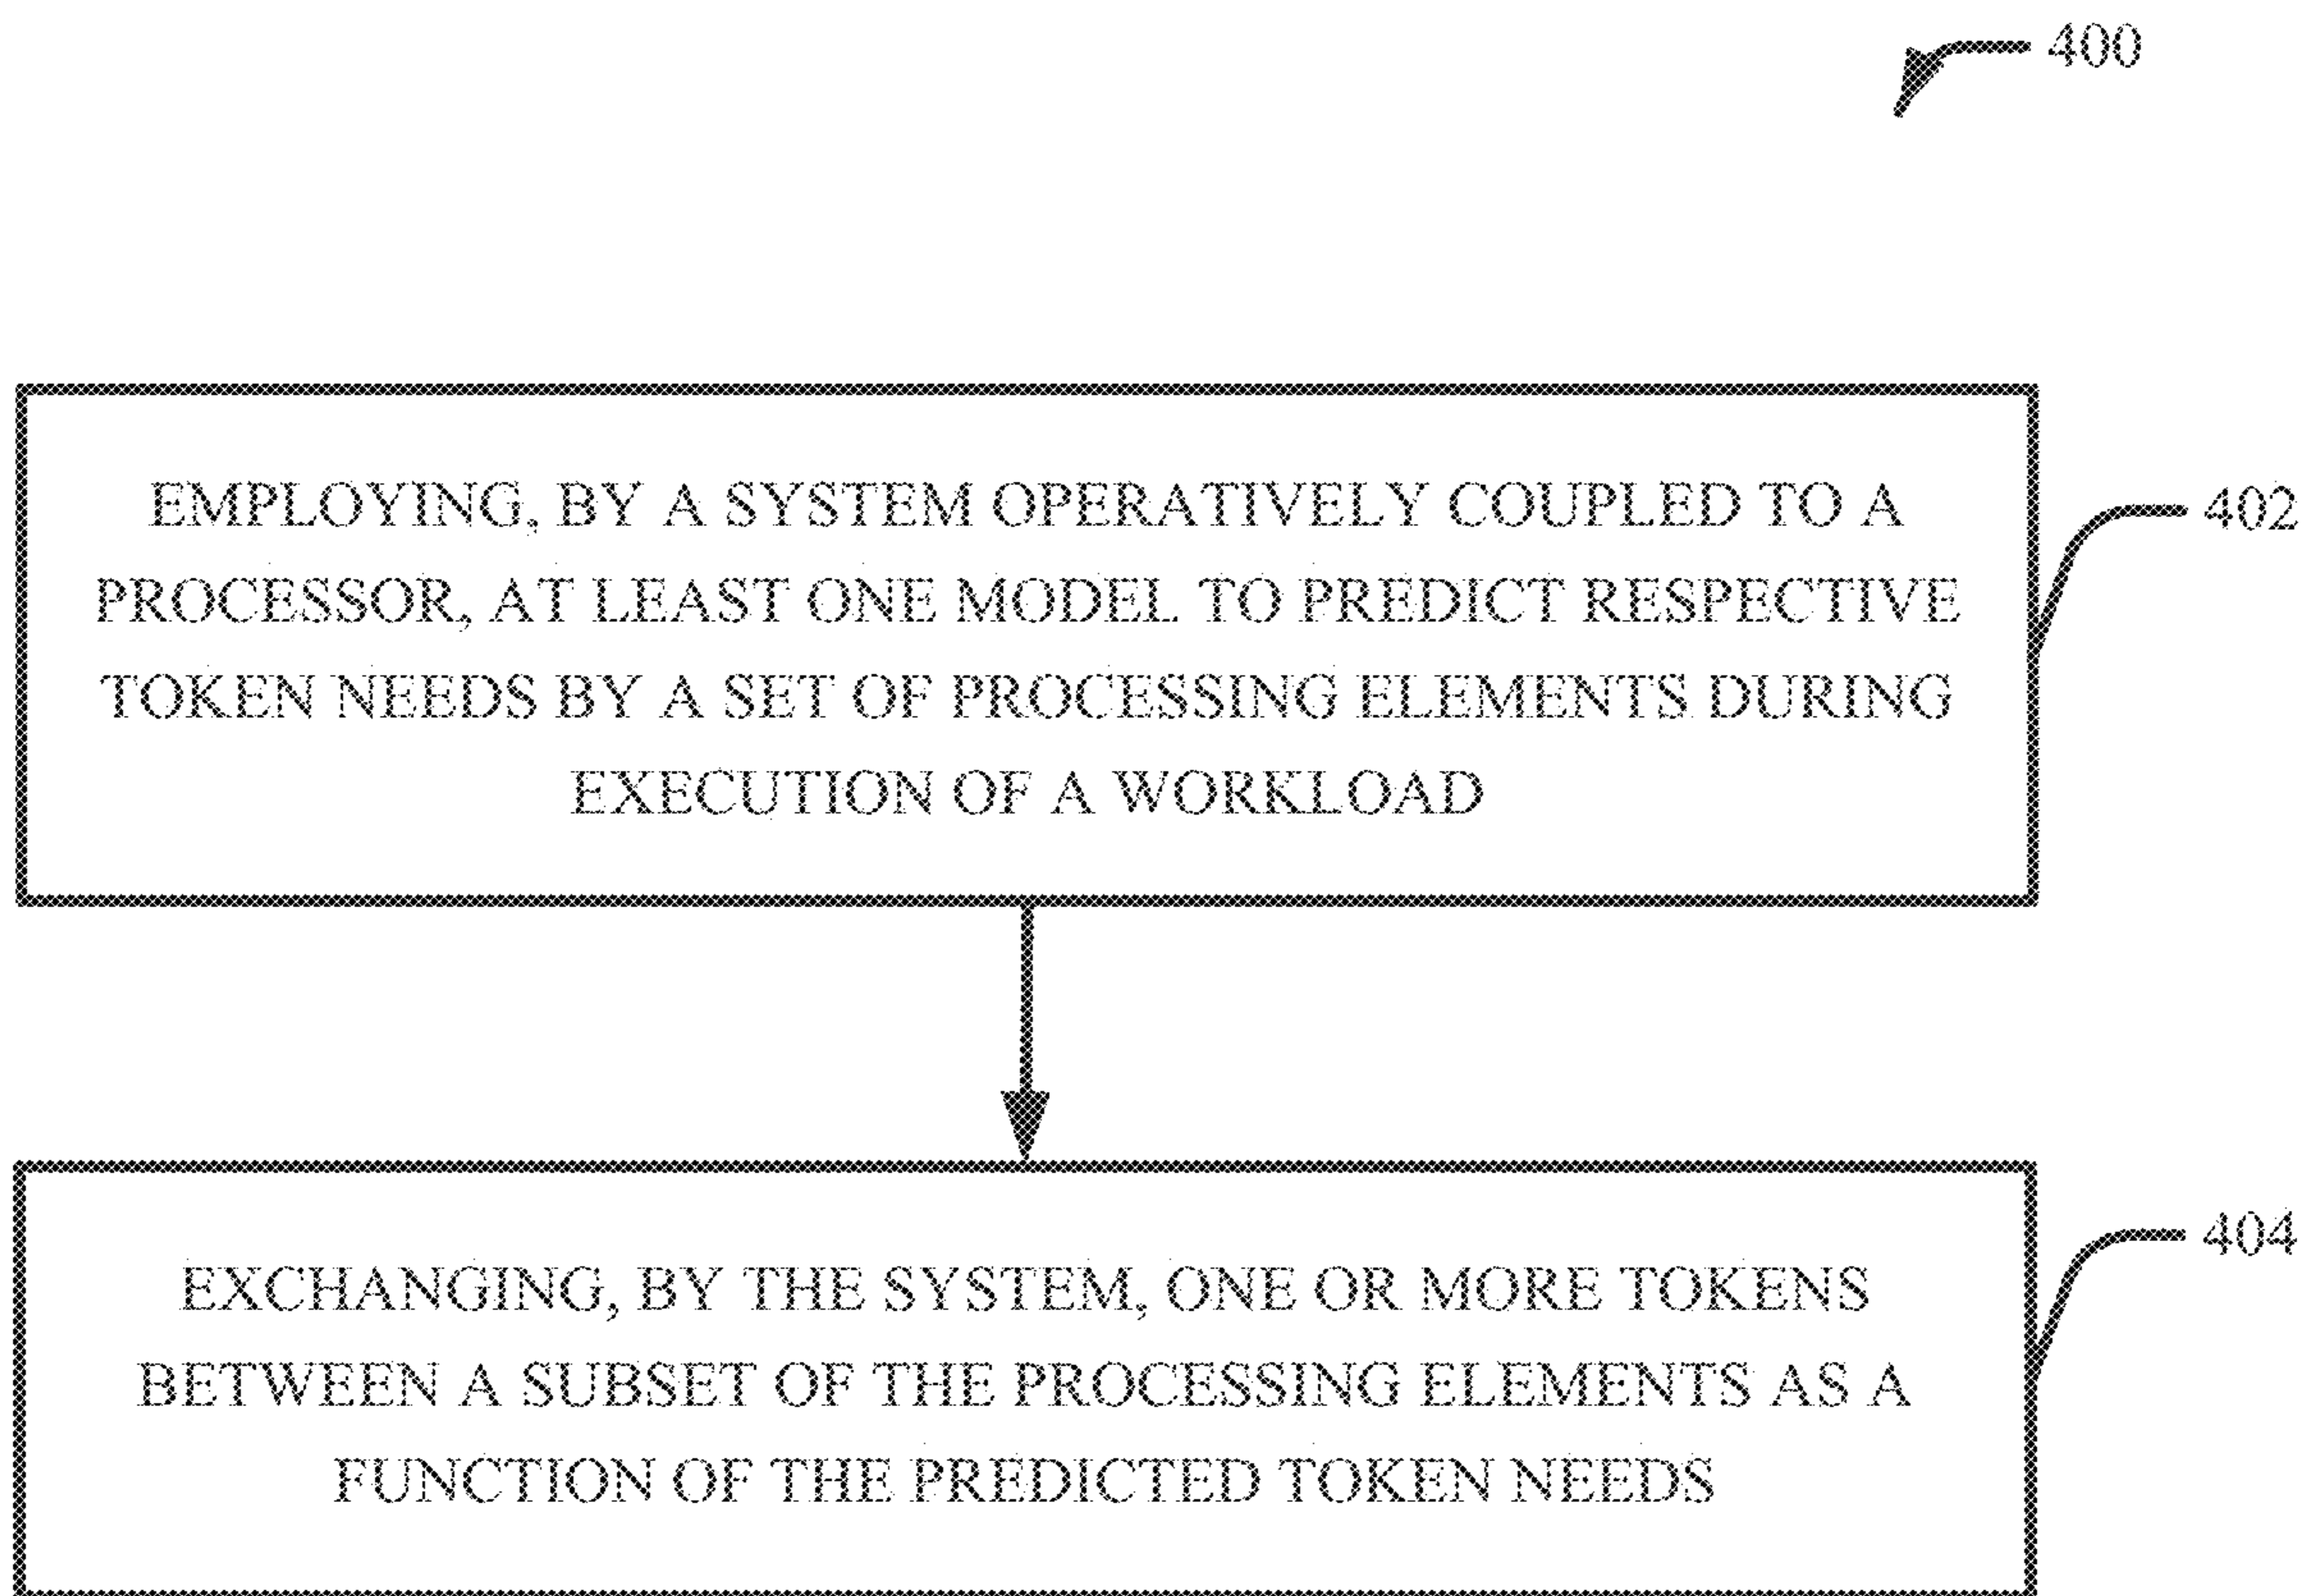 400
EMPLOYING, BY A SYSTEM OPERATIVELY COUPLED TO A
PROCESSOR, AT LEAST ONE MODEL TO PREDICT RESPECTIVE
TOKEN NEEDS BY A SET OF PROCESSING ELEMENTS DURING
EXECUTION OF A WORKLOAD
402
EXCHANGING, BY THE SYSTEM, ONE OR MORE TOKENS
BETWEEN A SUBSET OF THE PROCESSING ELEMENTS AS A
FUNCTION OF THE PREDICTED TOKEN NEEDS
404